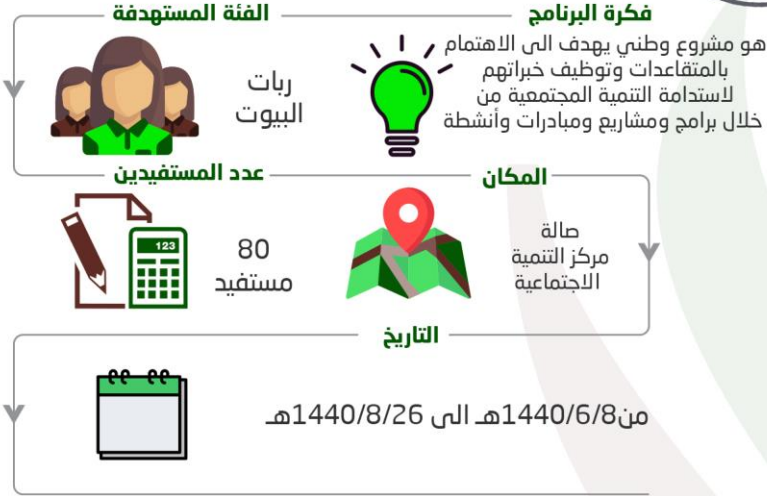 فكرة البرنامج
هو مشروع وطني يهدف الى الاهتمام
بالمتقاعدات وتوظيف خبراتهم
لاستدامة التنمية المجتمعية من
خلال برامج ومشاريع ومبادرات وأنشطة
الفئة المستهدفة
ربات
البيوت
المكان
صالة
مركز التنمية
الاجتماعية
عدد المستفيدين
80
مستفيد
123
التاريخ
من1440/6/8هـ الى 1440/8/26هـ